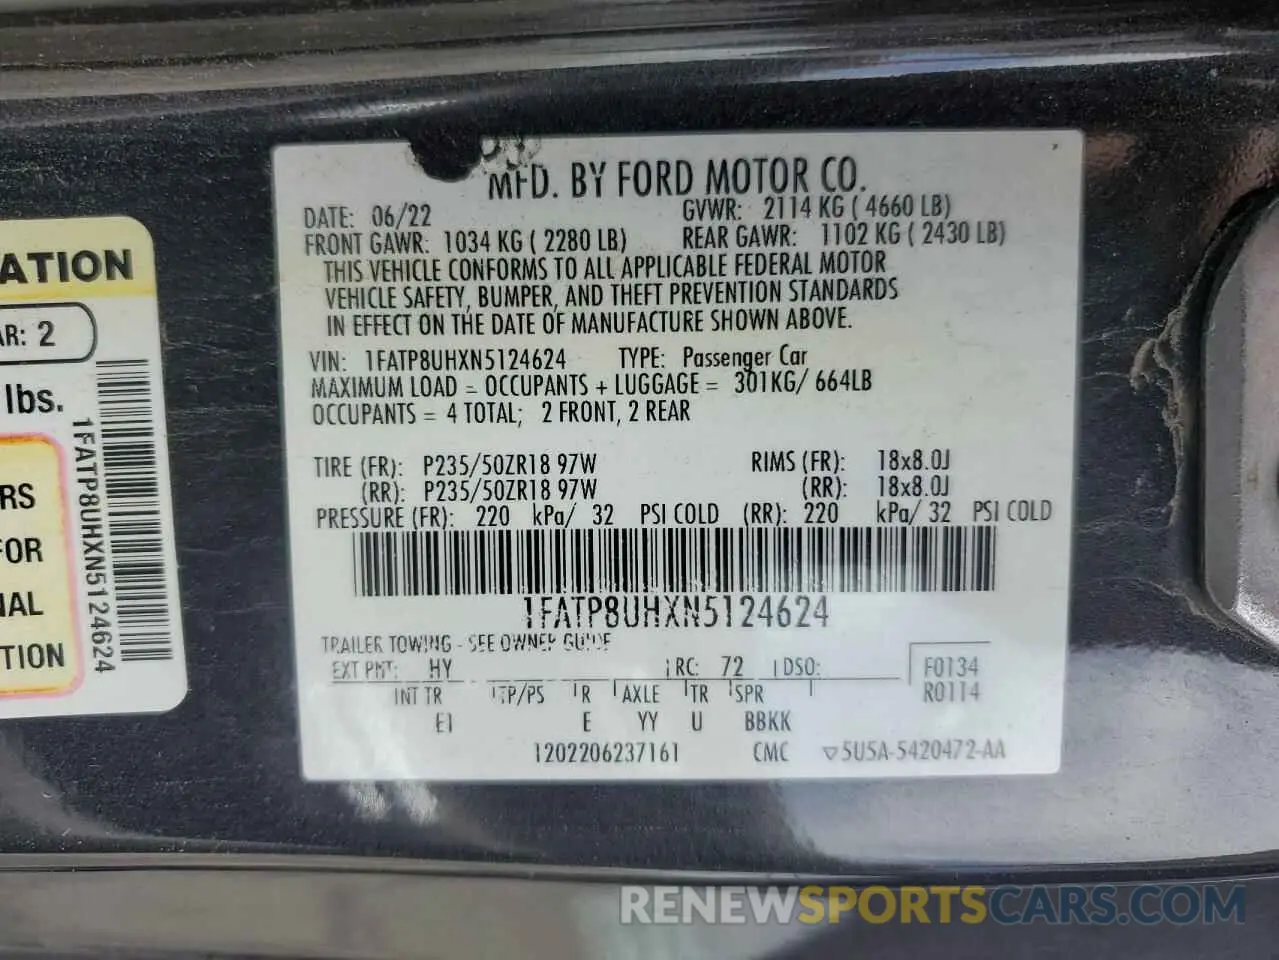 MFD. BY FORD MOTOR CO.
DATE: 06/22 GVWR: 2114 KG ( 4660 LB)
FRONT GAWR: 1034 KG ( 2280 LB) REAR GAWR: 1102 KG ( 2430 LB)
THIS VEHICLE CONFORMS TO ALL APPLICABLE FEDERAL MOTOR
VEHICLE SAFETY, BUMPER, AND THEFT PREVENTION STANDARDS
IN EFFECT ON THE DATE OF MANUFACTURE SHOWN ABOVE.
VIN: 1FATP8UHXN5124624 TYPE: Passenger Car
MAXIMUM LOAD = OCCUPANTS + LUGGAGE = 301KG/ 664LB
OCCUPANTS = 4 TOTAL; 2 FRONT, 2 REAR
TIRE (FR): P235/50ZR18 97W RIMS (FR): 18x8.0J
(RR): P235/50ZR18 97W (RR): 18x8.0J
PRESSURE (FR): 220 kPa/ 32 PSI COLD (RR): 220 kPa/ 32 PSI COLD
1FATP8UHXN5124624
TRAILER TOWING - SEE OWNER GUIDE
EXT PNT: HY RC: 72 DSO: F0134
INT TR TP/PS R AXLE TR SPR R0114
EI E YY U BBKK
1202206237161 CMC ▽5U5A-5420472-AA
ATION
AR: 2
lbs.
RS
FOR
NAL
TION
1FATP8UHXN5124624
RENEWSPORTSCARS.COM